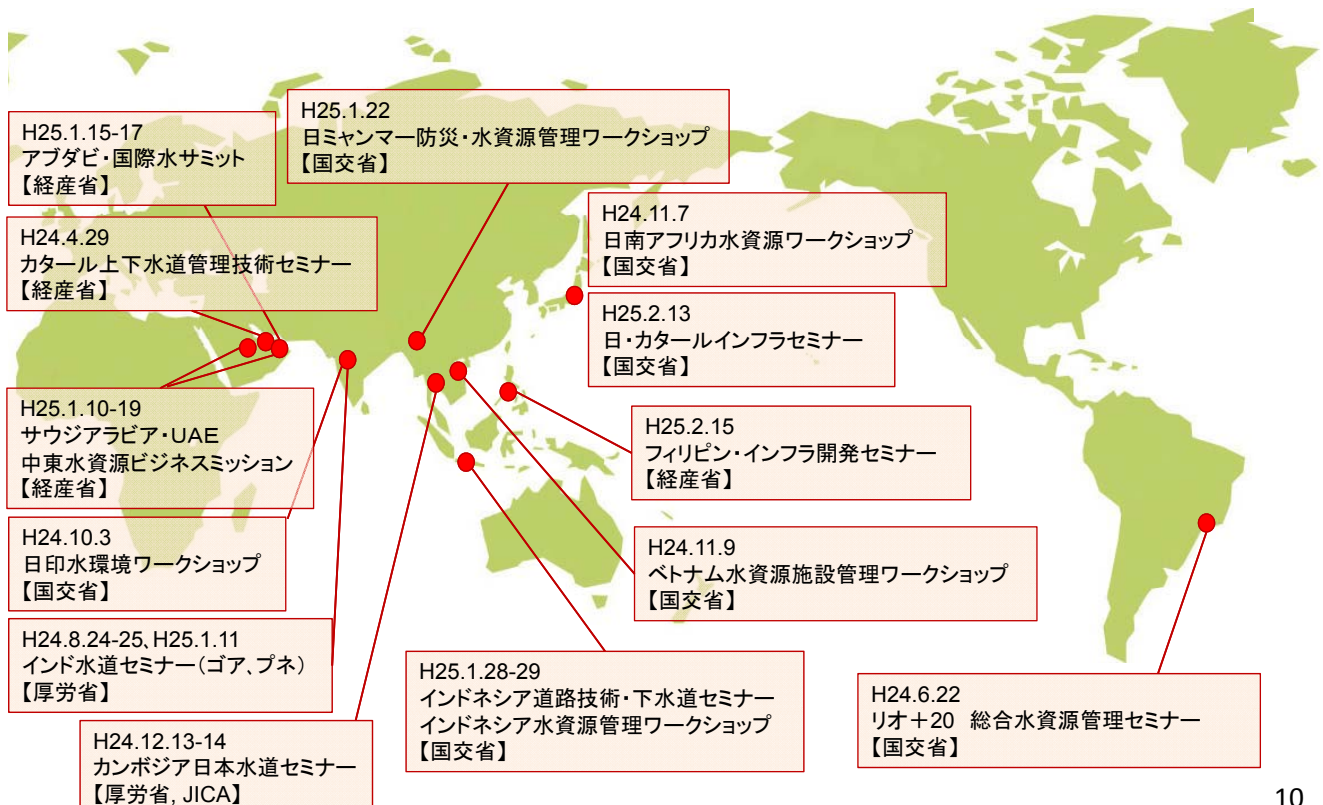 H25.1.15-17
アブダビ・国際水サミット
【経産省】
H25.1.22
日ミャンマー防災・水資源管理ワークショップ
【国交省】
H24.4.29
カタール上下水道管理技術セミナー
【経産省】
H24.11.7
日南アフリカ水資源ワークショップ
【国交省】
H25.2.13
日・カタールインフラセミナー
【国交省】
H25.1.10-19
サウジアラビア・UAE
中東水資源ビジネスミッション
【経産省】
H25.2.15
フィリピン・インフラ開発セミナー
【経産省】
H24.10.3
日印水環境ワークショップ
【国交省】
H24.11.9
ベトナム水資源施設管理ワークショップ
【国交省】
H24.8.24-25、H25.1.11
インド水道セミナー（ゴア、プネ）
【厚労省】
H25.1.28-29
インドネシア道路技術・下水道セミナー
インドネシア水資源管理ワークショップ
【国交省】
H24.6.22
リオ＋20　総合水資源管理セミナー
【国交省】
H24.12.13-14
カンボジア日本水道セミナー
【厚労省, JICA】
10